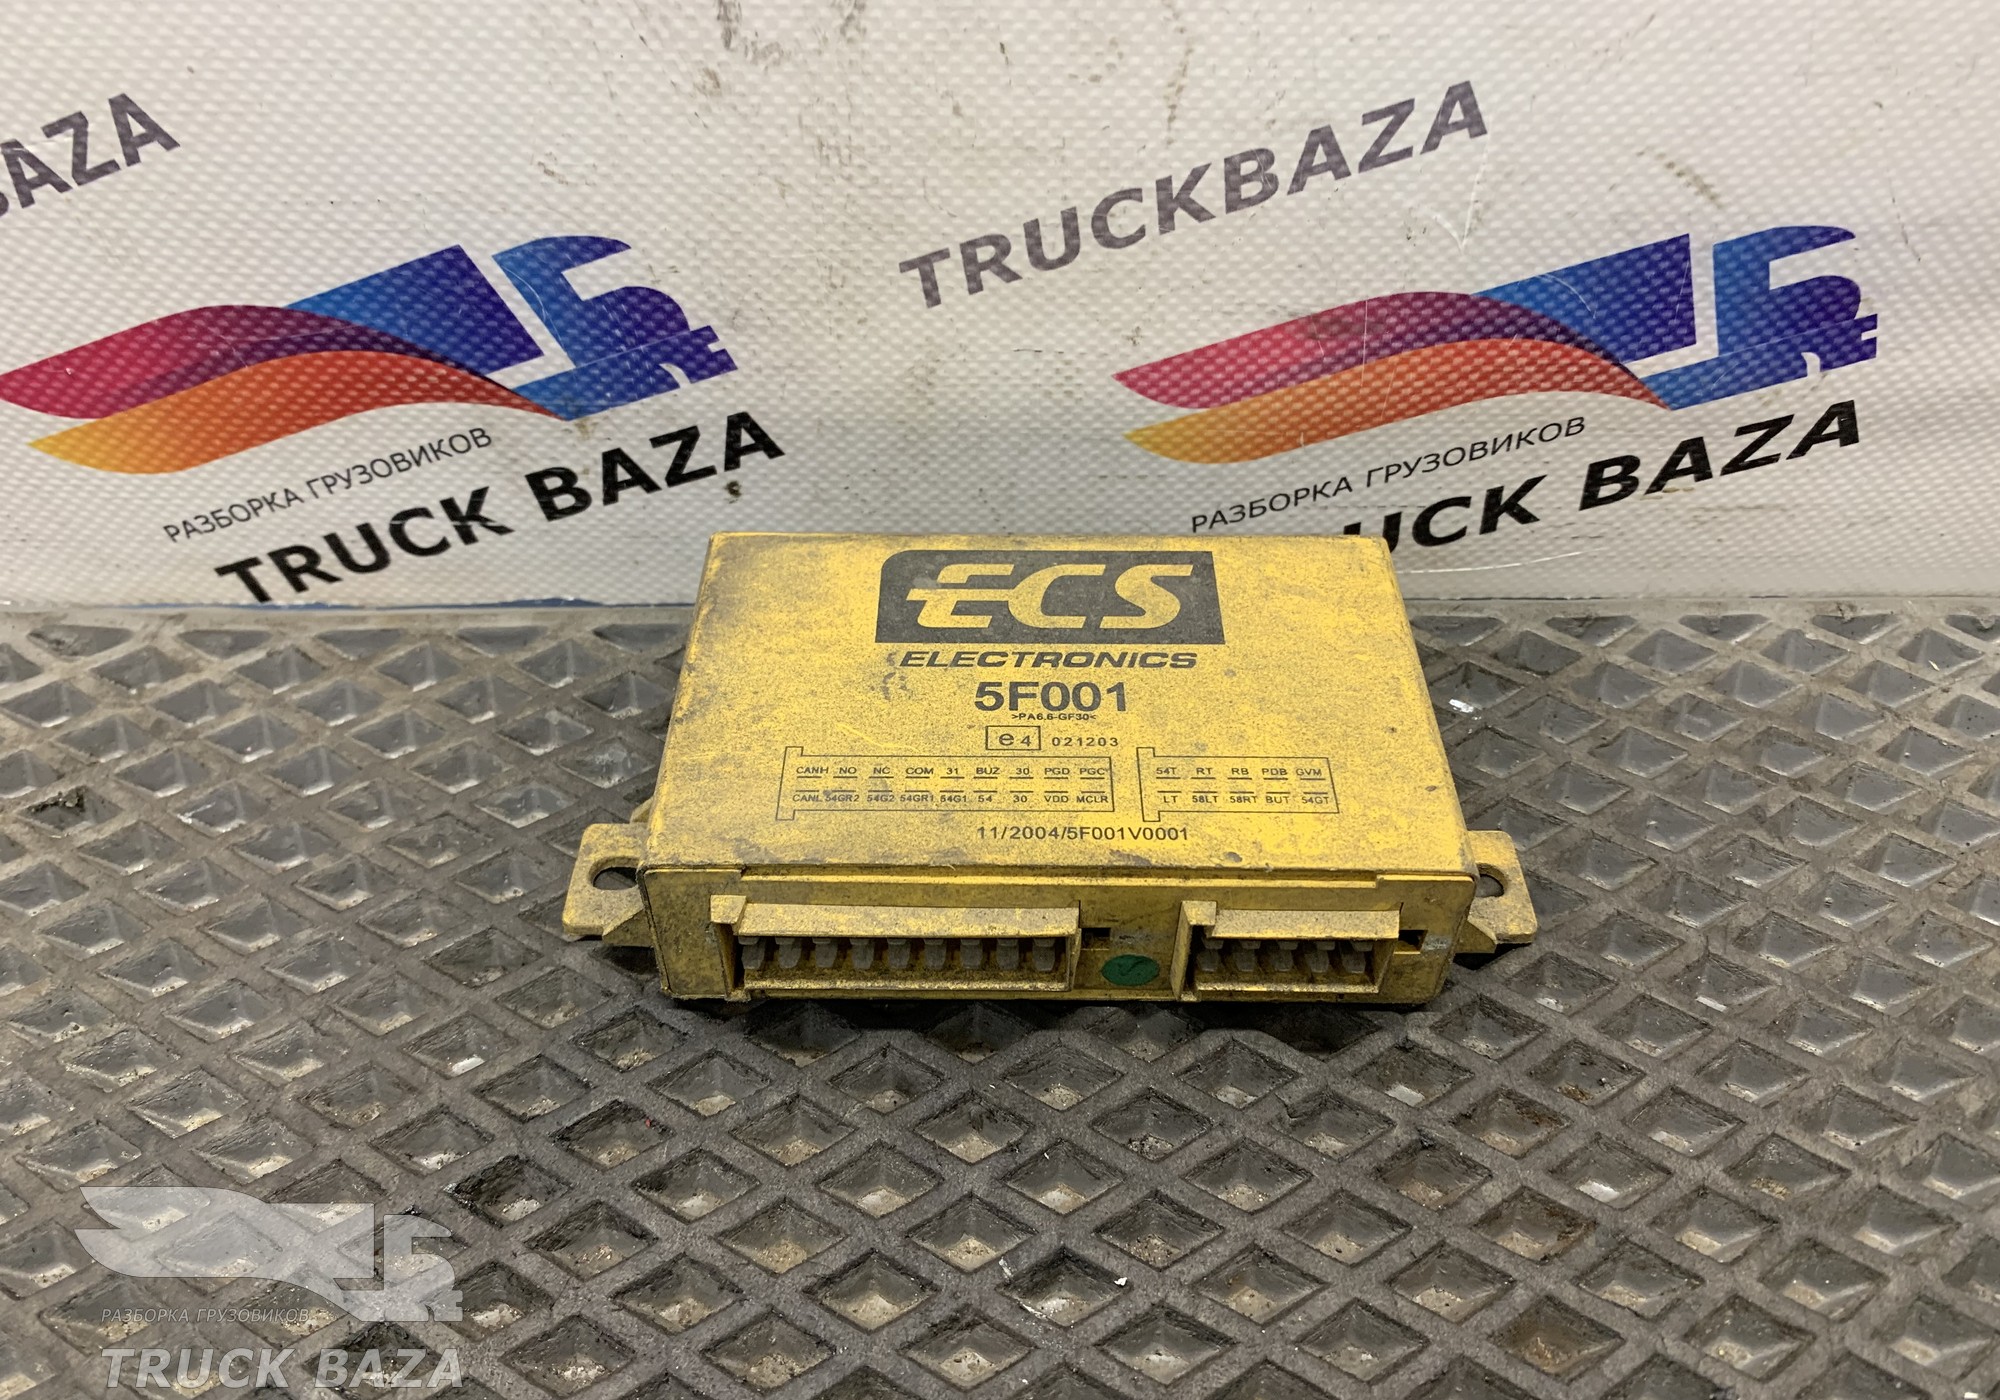 BAZA
TRUCKBAZA
РАЗБОРКА ГРУЗОВИКОВ
TRUCK BAZA
РАЗБОРКА ГРУЗОВИКОВ
UCK BAZA
ECS
ELECTRONICS
5F001
>PA6.6-GF30<
e4 021203
CANH NO NC COM 31 BUZ 30 PGD PGC
CANL 54GR2 54G2 54GR1 54G1 54 30 VDD MCLR
54T RT RB PDB GVM
LT 58LT 58RT BUT 54GT
11/2004/5F001V0001
РАЗБОРКА ГРУЗОВИКОВ
TRUCK BAZA